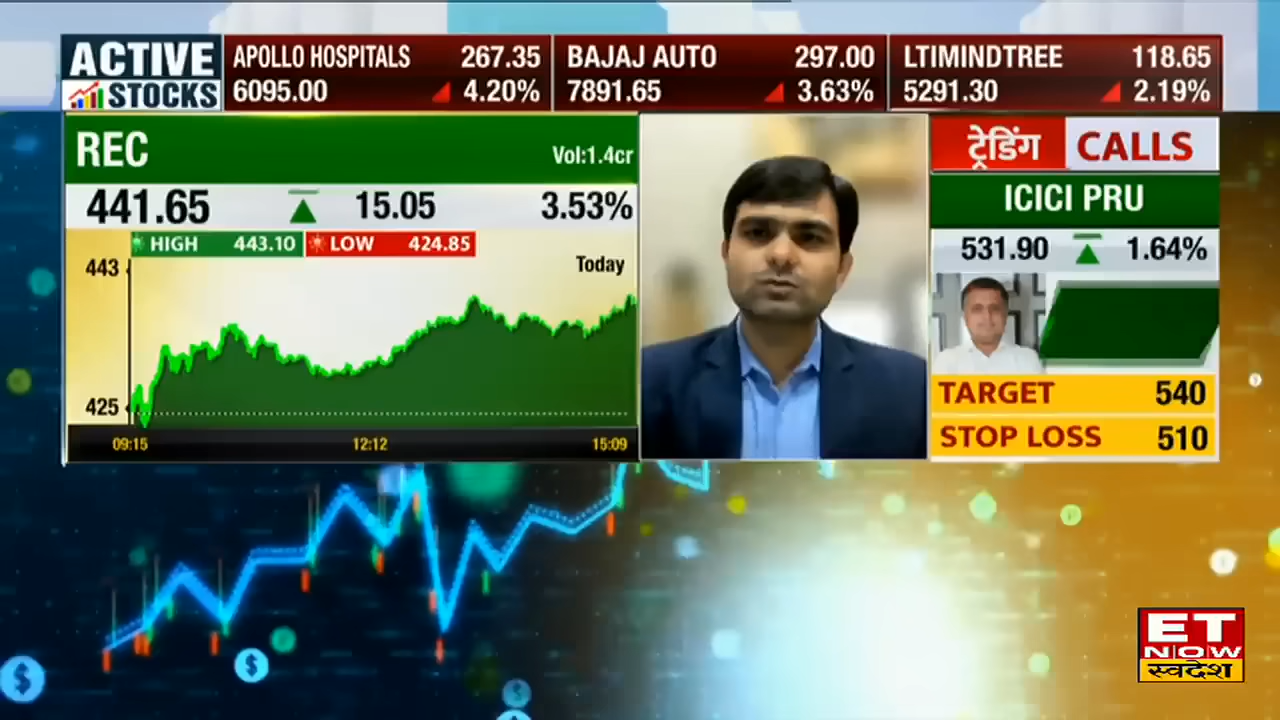 ACTIVE STOCKS
APOLLO HOSPITALS 267.35
6095.00 4.20%
BAJAJ AUTO 297.00
7891.65 3.63%
LTIMINDTREE 118.65
5291.30 2.19%
REC Vol:1.4cr
441.65 15.05 3.53%
HIGH 443.10 LOW 424.85
Today
443
425
09:15 12:12 15:09
ट्रेडिंग CALLS
ICICI PRU
531.90 1.64%
TARGET 540
STOP LOSS 510
$ $ $
ET
NOW
स्वदेश